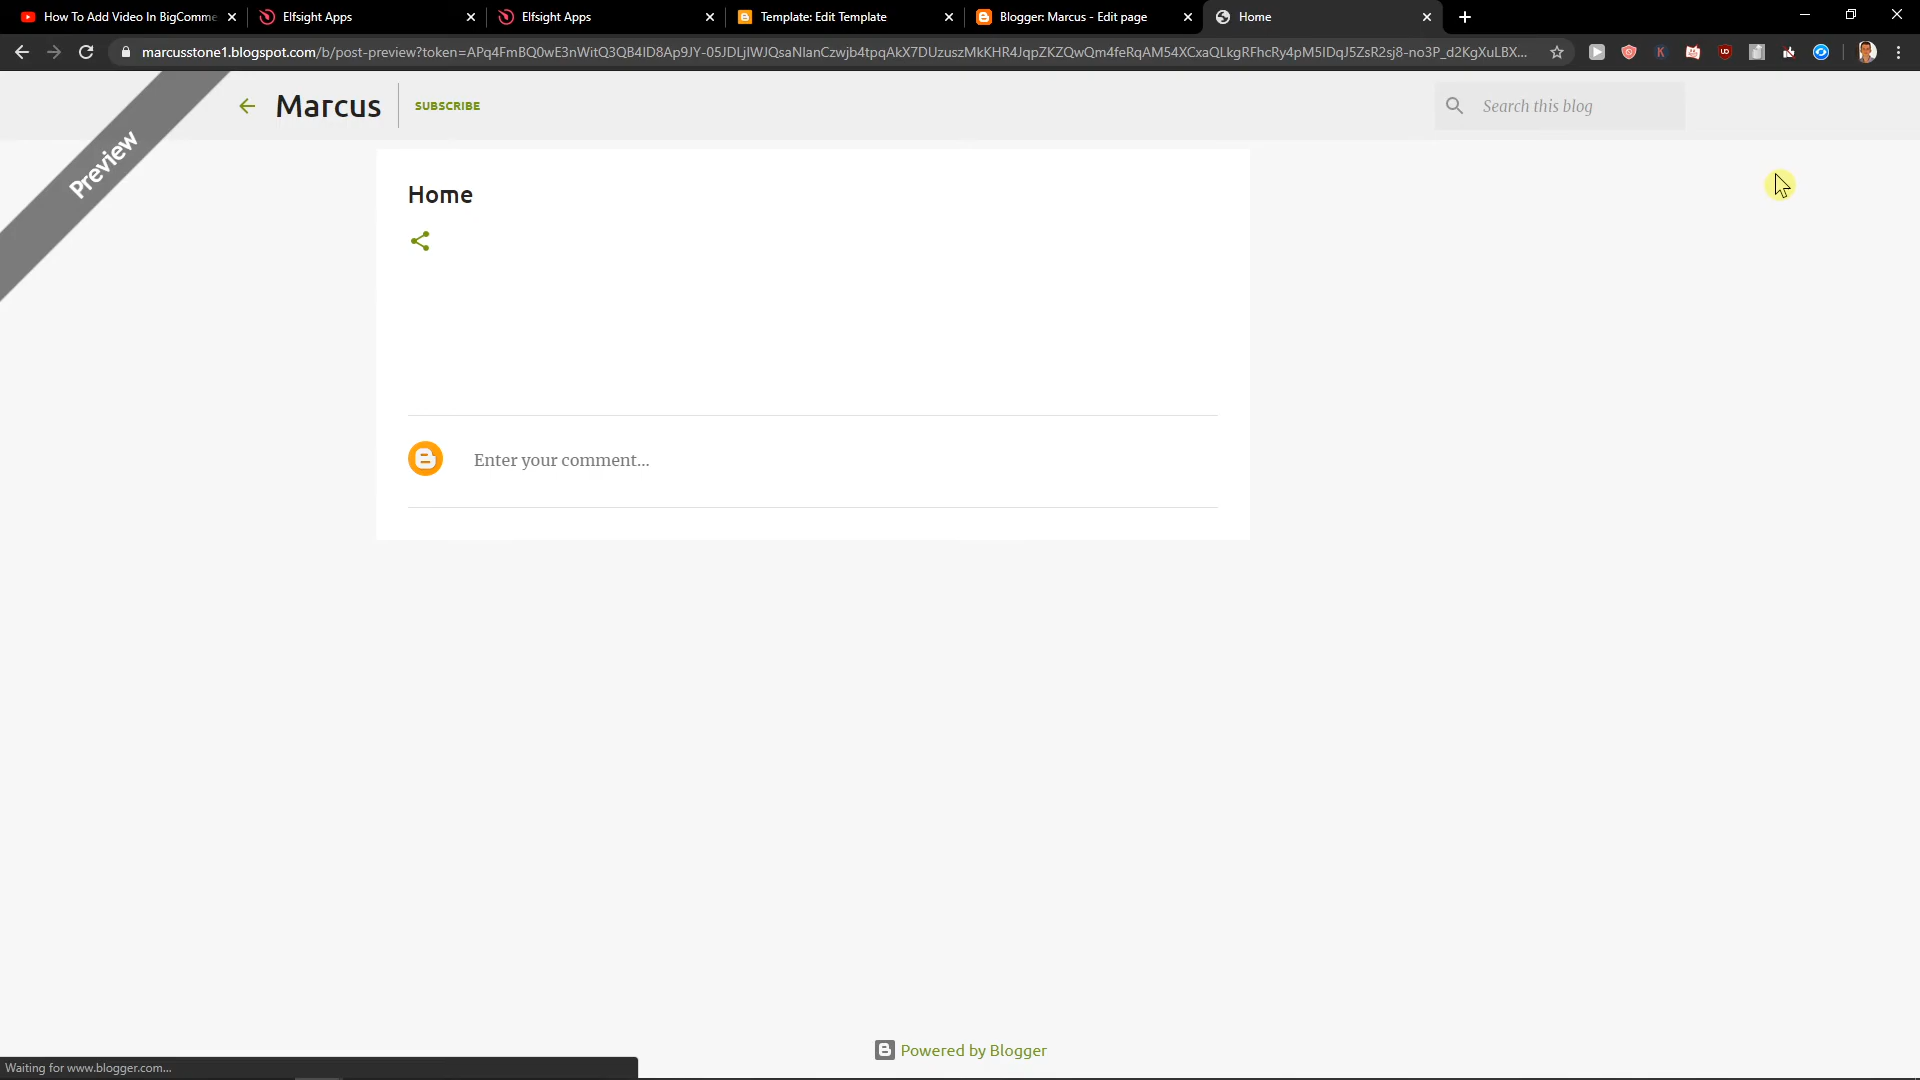 How To Add Video In BigComme
Elfsight Apps
Elfsight Apps
Template: Edit Template
Blogger: Marcus - Edit page
Home
marcusstone1.blogspot.com/b/post-preview?token=APq4FmBQ0wE3nWitQ3QB4ID8Ap9JY-05JDLjIWJQsaNIanCzwjb4tpqAkX7DUzuszMkKHR4JqpZKZQwQm4feRqAM54XCxaQLkgRFhcRy4pM5IDqJ5ZsR2sj8-no3P_d2KgXuLBX...
Preview
Marcus
SUBSCRIBE
Search this blog
Home
Enter your comment...
Powered by Blogger
Waiting for www.blogger.com...